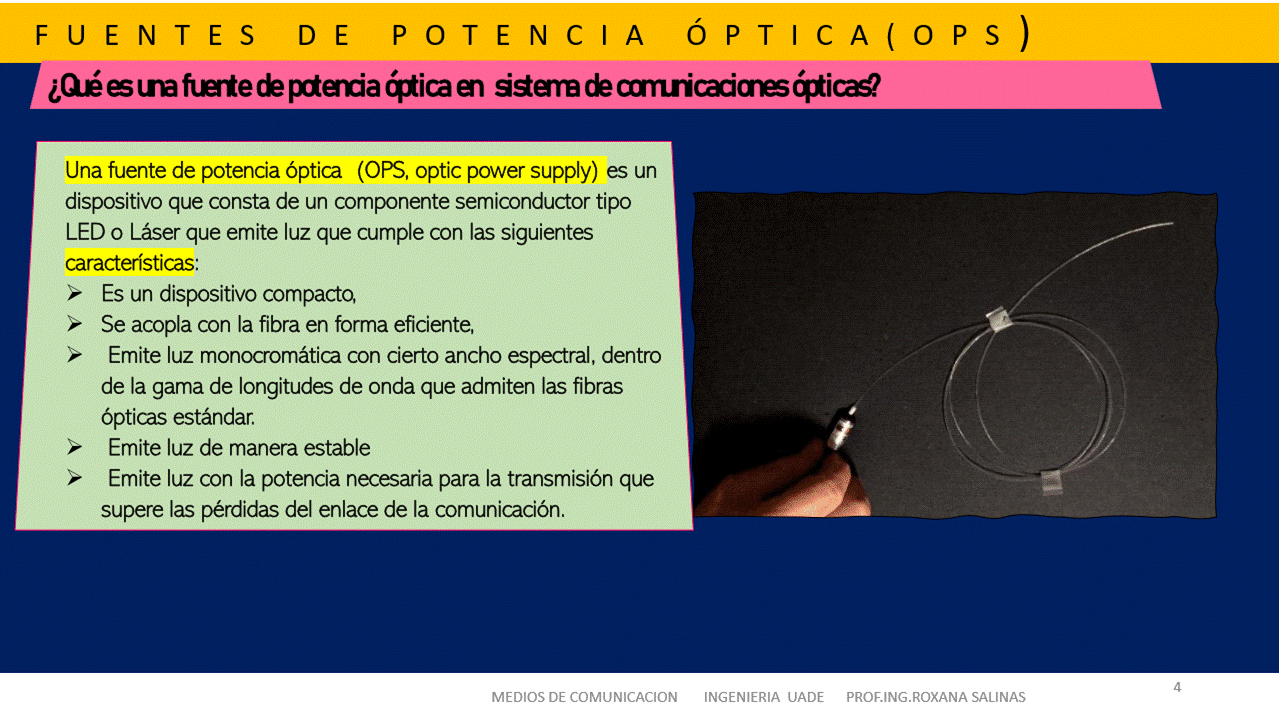 FUENTES DE POTENCIA ÓPTICA(OPS)
¿Qué es una fuente de potencia óptica en sistema de comunicaciones ópticas?
Una fuente de potencia óptica (OPS, optic power supply) es un
dispositivo que consta de un componente semiconductor tipo
LED o Láser que emite luz que cumple con las siguientes
características:
➢ Es un dispositivo compacto,
➢ Se acopla con la fibra en forma eficiente,
➢ Emite luz monocromática con cierto ancho espectral, dentro
de la gama de longitudes de onda que admiten las fibras
ópticas estándar.
➢ Emite luz de manera estable
➢ Emite luz con la potencia necesaria para la transmisión que
supere las pérdidas del enlace de la comunicación.
MEDIOS DE COMUNICACION INGENIERIA UADE PROF.ING.ROXANA SALINAS
4